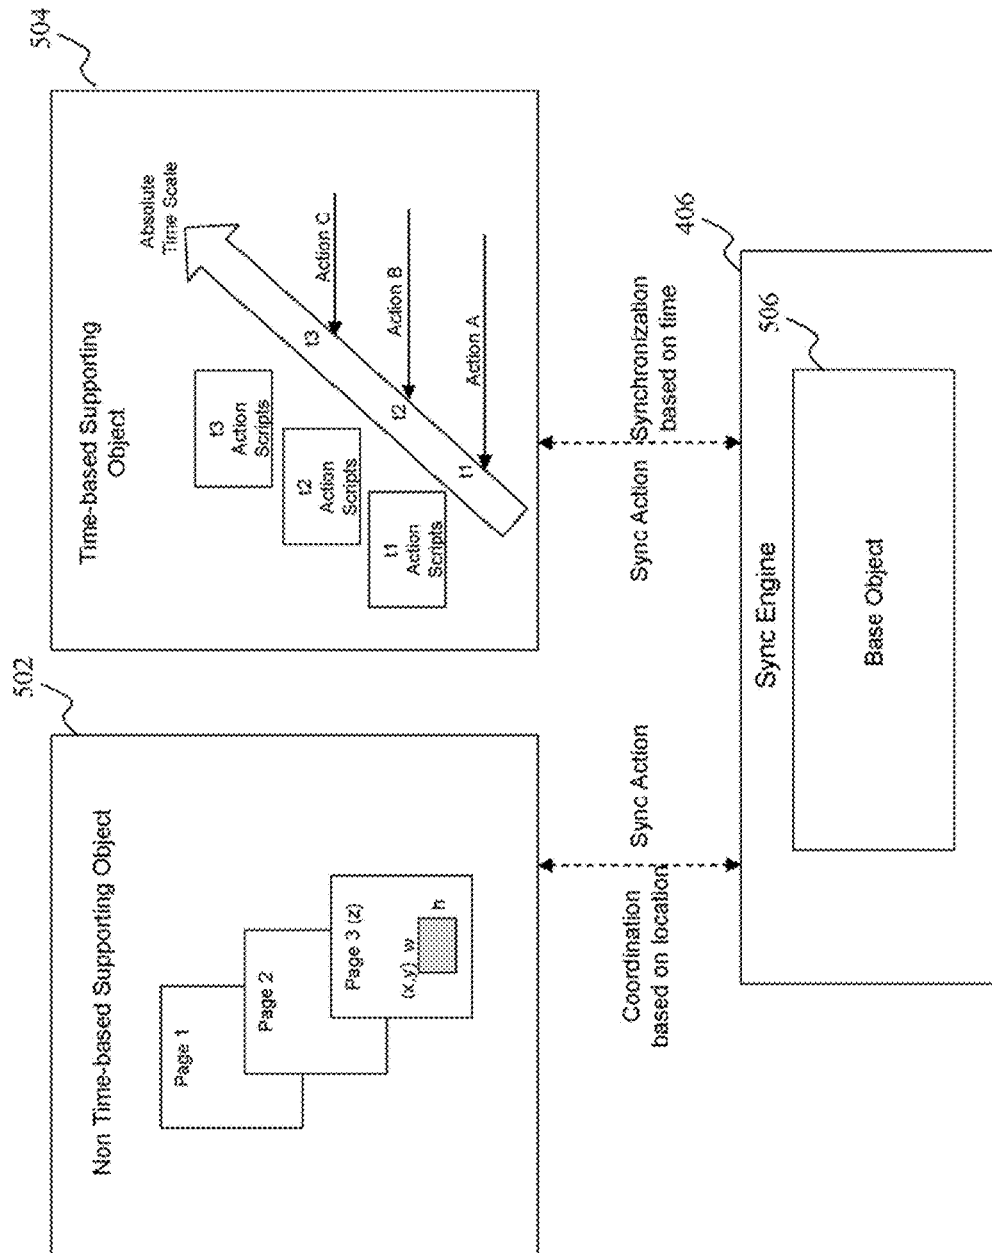 502
Non Time-based Supporting Object
Page 1
Page 2
Page 3 (z)
(x,y)
w
h
504
Time-based Supporting
Object
t1
Action
Scripts
t2
Action
Scripts
t3
Action
Scripts
Absolute
Time Scale
t1
t2
t3
Action A
Action B
Action C
Coordination
based on location
Sync Action
Sync Action
Synchronization
based on time
406
Sync Engine
506
Base Object